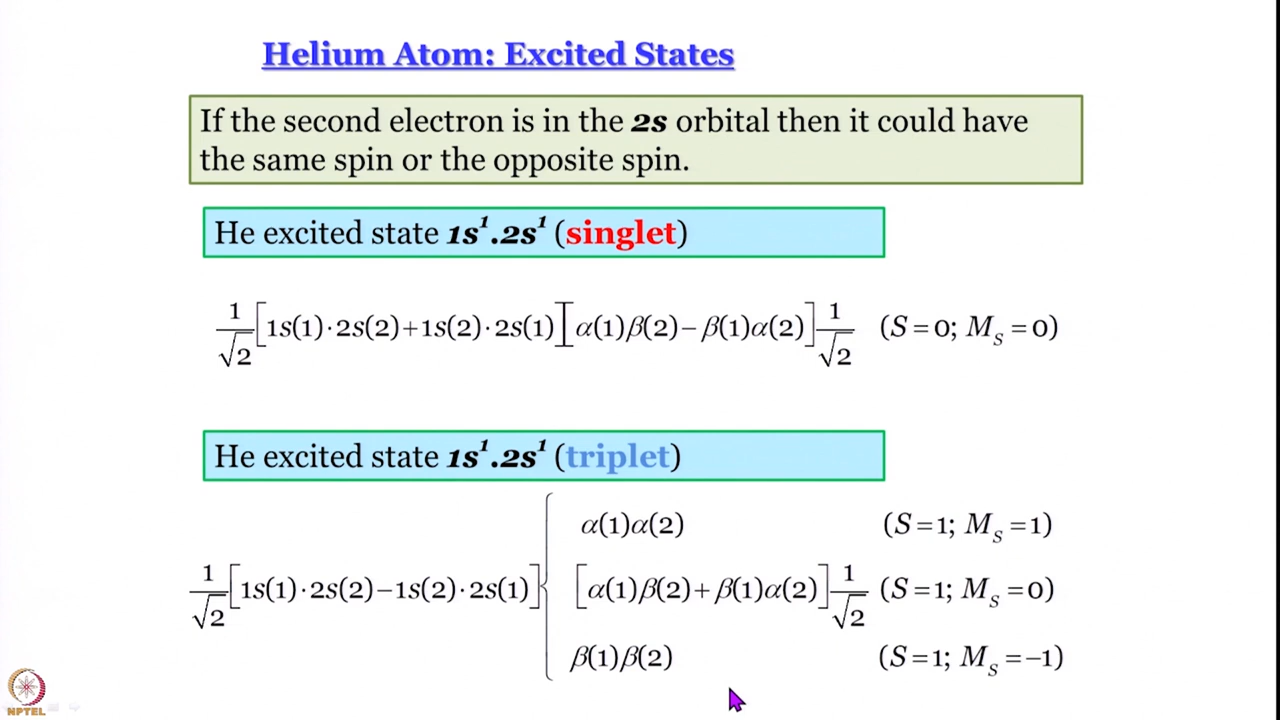 Helium Atom: Excited States
If the second electron is in the 2s orbital then it could have
the same spin or the opposite spin.
He excited state 1s¹.2s¹ (singlet)
1/√2 [1s(1)·2s(2)+1s(2)·2s(1)][α(1)β(2)−β(1)α(2)] 1/√2 (S=0; M_S=0)
He excited state 1s¹.2s¹ (triplet)
α(1)α(2) (S=1; M_S=1)
1/√2 [1s(1)·2s(2)−1s(2)·2s(1)] { [α(1)β(2)+β(1)α(2)] 1/√2 (S=1; M_S=0)
β(1)β(2) (S=1; M_S=−1)
NPTEL